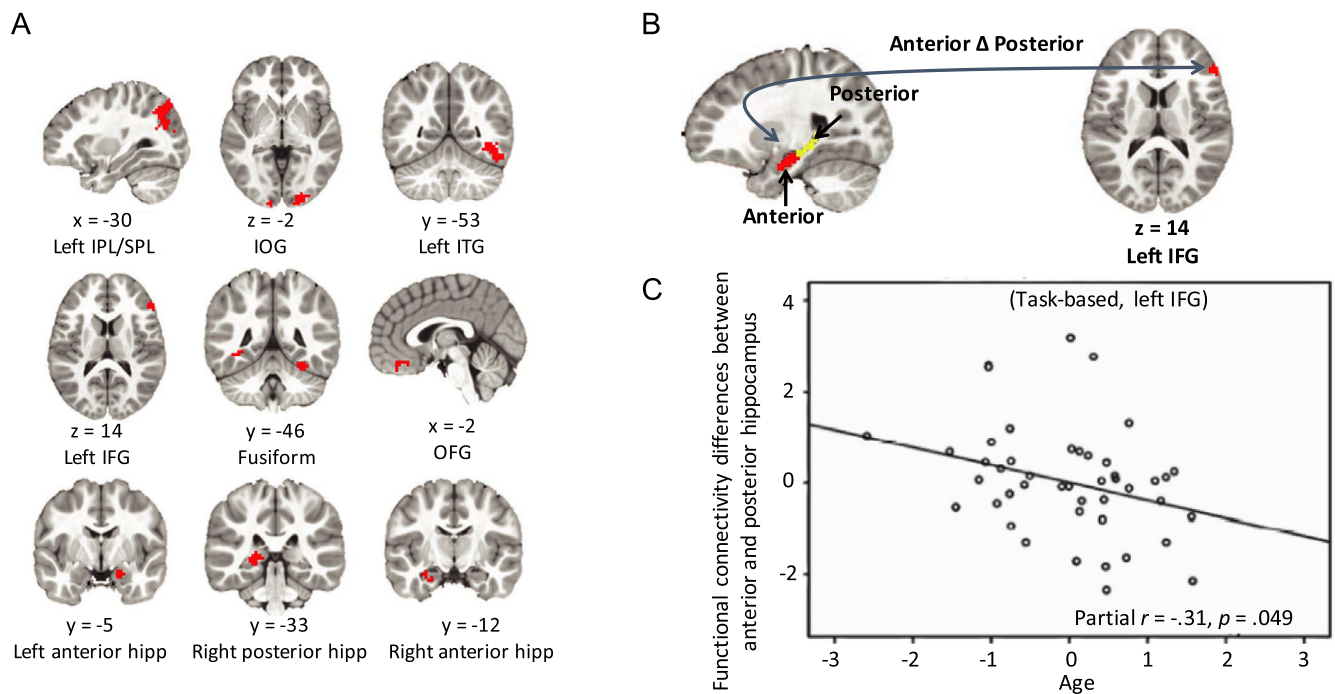 A
x = -30
Left IPL/SPL
z = -2
IOG
y = -53
Left ITG
z = 14
Left IFG
y = -46
Fusiform
x = -2
OFG
y = -5
Left anterior hipp
y = -33
Right posterior hipp
y = -12
Right anterior hipp
B
Anterior Δ Posterior
Posterior
Anterior
z = 14
Left IFG
C
Functional connectivity differences between
anterior and posterior hippocampus
(Task-based, left IFG)
4
2
0
-2
Partial r = -.31, p = .049
-3 -2 -1 0 1 2 3
Age